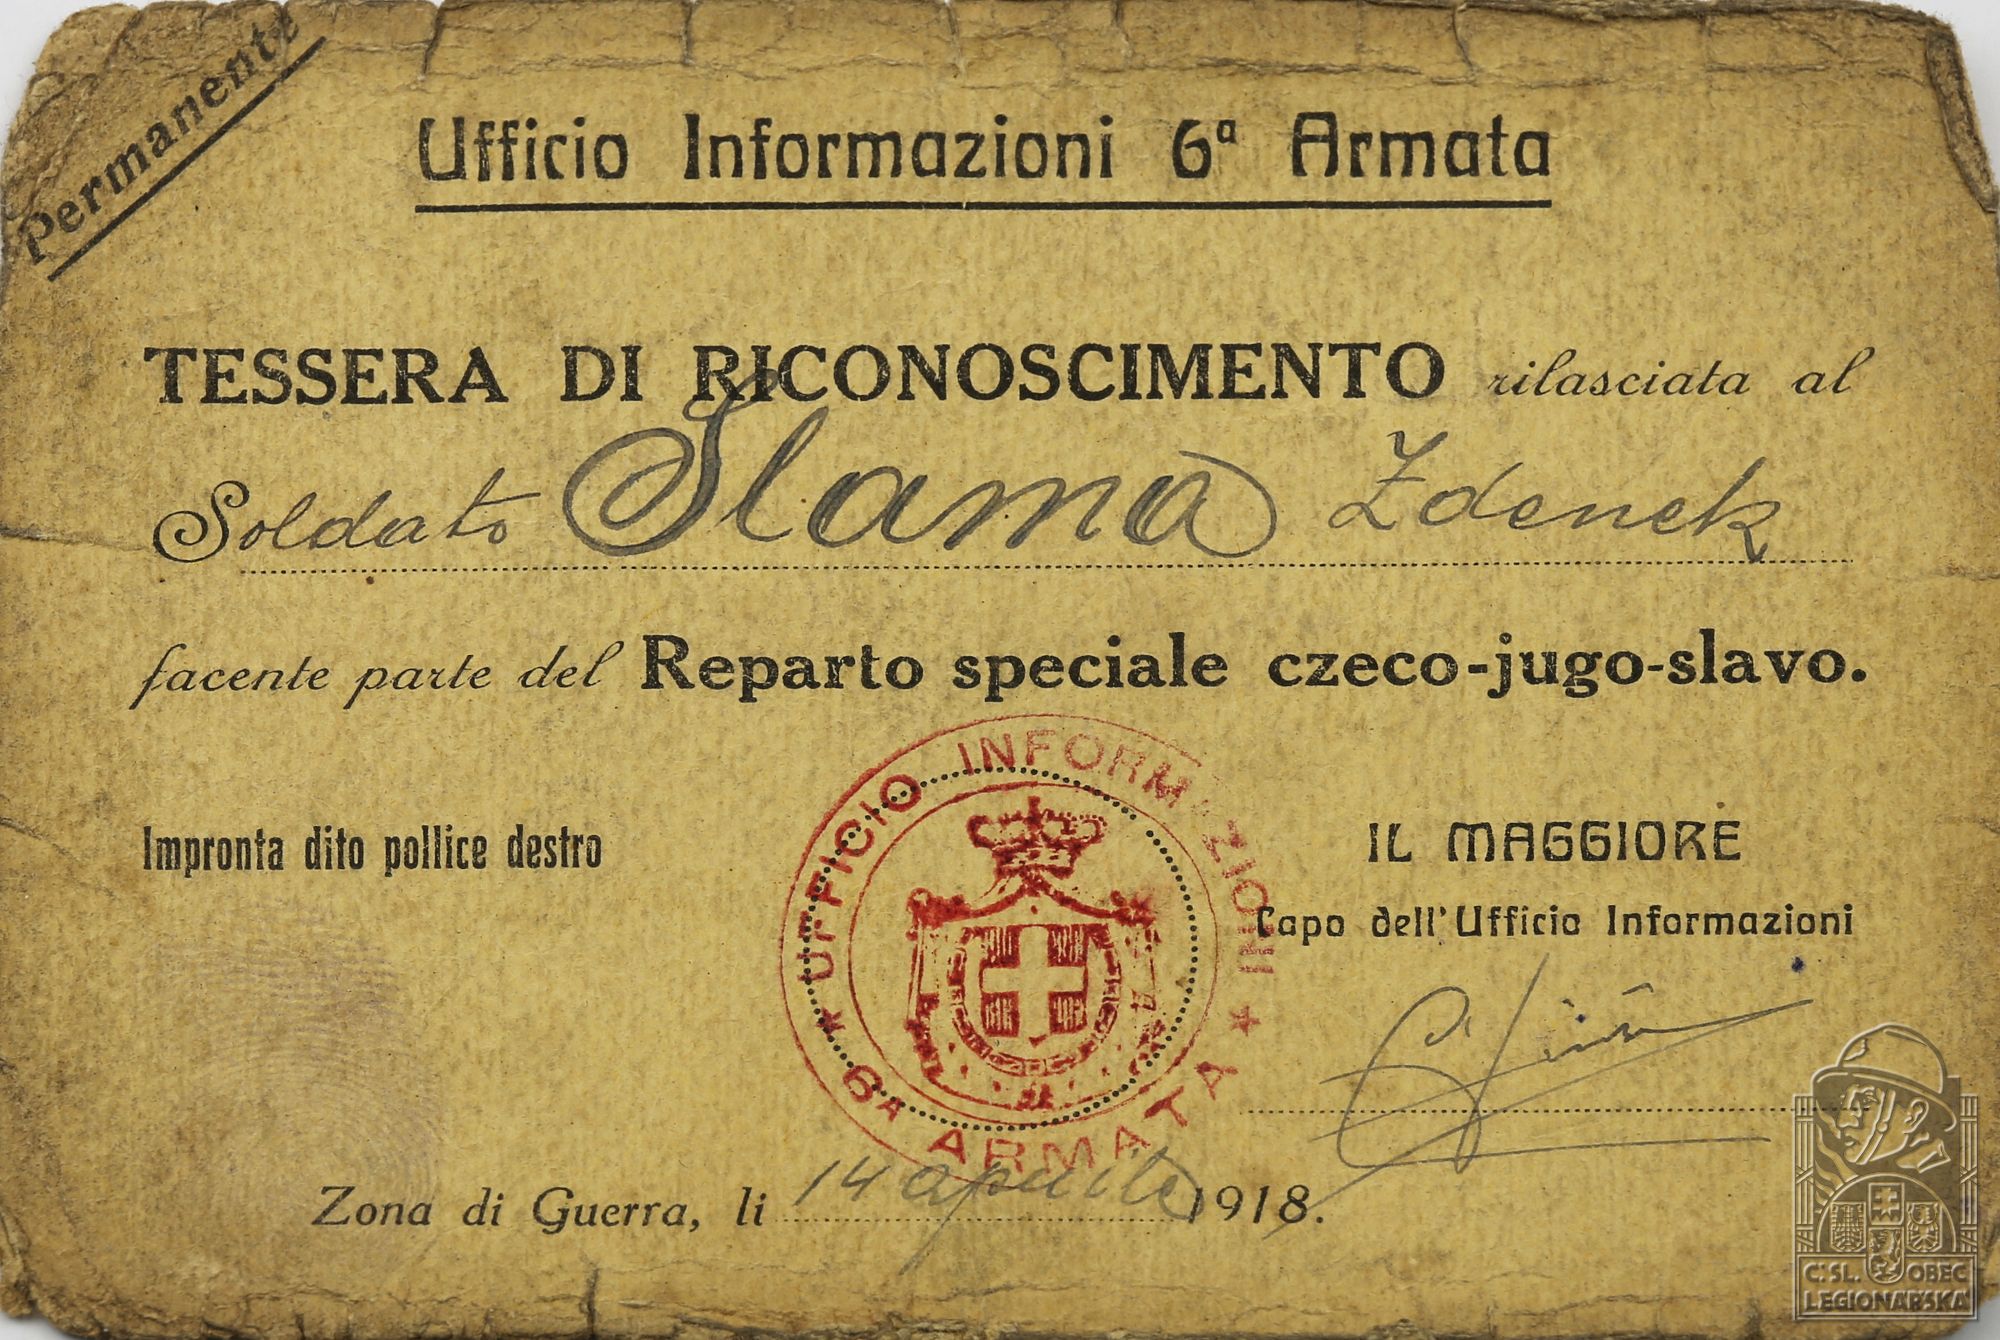 Permanente
Ufficio Informazioni 6ª Armata
TESSERA DI RICONOSCIMENTO rilasciata al
Soldato Slama Zdenek
facente parte del Reparto speciale czeco-jugo-slavo.
Impronta dito pollice destro
★ UFFICIO INFORMAZIONI ★
6A ARMATA
IL MAGGIORE
Capo dell'Ufficio Informazioni
Zona di Guerra, li 14 aprile 1918.
Č.SL. OBEC
LEGIONÁŘSKÁ